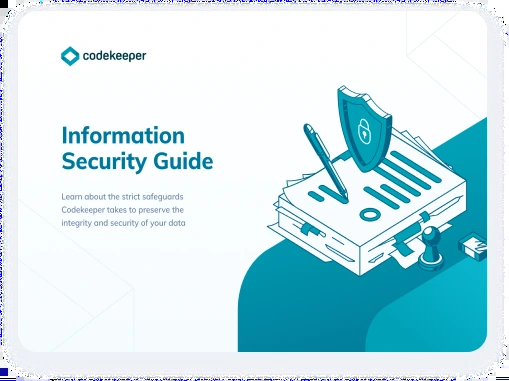 codekeeper
Information
Security Guide
Learn about the strict safeguards
Codekeeper takes to preserve the
integrity and security of your data